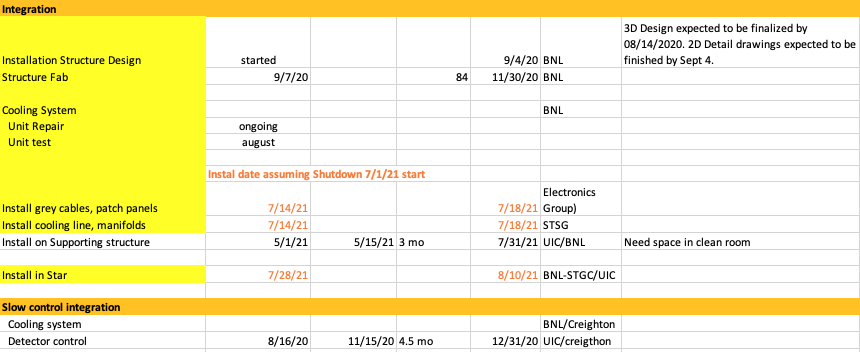 Integration
3D Design expected to be finalized by
08/14/2020. 2D Detail drawings expected to be
Installation Structure Design started 9/4/20 BNL finished by Sept 4.
Structure Fab 9/7/20 84 11/30/20 BNL
Cooling System BNL
Unit Repair ongoing
Unit test august
Instal date assuming Shutdown 7/1/21 start
Electronics
Install grey cables, patch panels 7/14/21 7/18/21 Group)
Install cooling line, manifolds 7/14/21 7/18/21 STSG
Install on Supporting structure 5/1/21 5/15/21 3 mo 7/31/21 UIC/BNL Need space in clean room
Install in Star 7/28/21 8/10/21 BNL-STGC/UIC
Slow control integration
Cooling system BNL/Creighton
Detector control 8/16/20 11/15/20 4.5 mo 12/31/20 UIC/creigthon